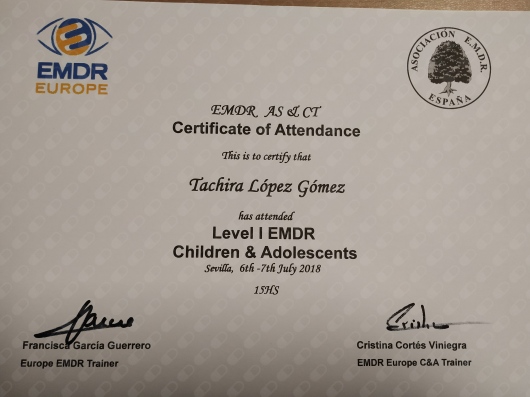 EMDR
EUROPE
ASOCIACIÓN E.M.D.R.
ESPAÑA
EMDR AS & CT
Certificate of Attendance
This is to certify that
Tachira López Gómez
has attended
Level I EMDR
Children & Adolescents
Sevilla, 6th -7th July 2018
15HS
Francisca García Guerrero
Europe EMDR Trainer
Cristina Cortés Viniegra
EMDR Europe C&A Trainer